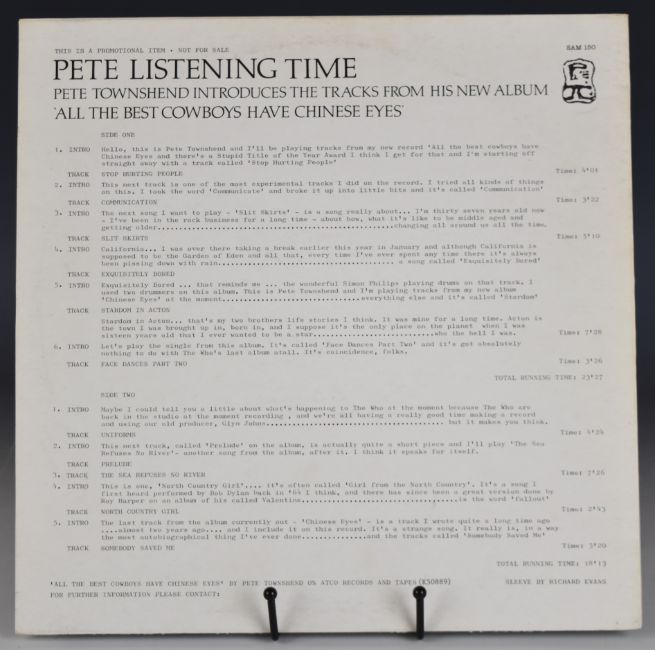 THIS IS A PROMOTIONAL ITEM • NOT FOR SALE
SAM 150
PETE LISTENING TIME
PETE TOWNSHEND INTRODUCES THE TRACKS FROM HIS NEW ALBUM
'ALL THE BEST COWBOYS HAVE CHINESE EYES'
SIDE ONE
1. INTRO Hello, this is Pete Townshend and I'll be playing tracks from my new record 'All the best cowboys have
Chinese Eyes and there's a Stupid Title of the Year Award I think I get for that and I'm starting off
straight away with a track called 'Stop Hurting People'
TRACK STOP HURTING PEOPLE Time: 4'01
2. INTRO This next track is one of the most experimental tracks I did on the record. I tried all kinds of things
on this. I took the word 'Communicate' and broke it up into little bits and it's called 'Communication'
TRACK COMMUNICATION Time: 3'22
3. INTRO The next song I want to play - 'Slit Skirts' - is a song really about... I'm thirty seven years old now
- I've been in the rock business for a long time - about, about how, what it's like to be middle aged and
getting older...............................................changing all around us all the time.
TRACK SLIT SKIRTS Time: 5'10
4. INTRO California... I was over there taking a break earlier this year in January and although California is
supposed to be the Garden of Eden and all that, every time I've ever spent any time there it's always
been pissing down with rain................................... a song called 'Exquisitely Bored'
TRACK EXQUISITELY BORED
5. INTRO Exquisitely Bored ... that reminds me ... the wonderful Simon Philips playing drums on that track. I
used two drummers on this album. This is Pete Townshend and I'm playing tracks from my new album
'Chinese Eyes' at the moment............................everything else and it's called 'Stardom'
TRACK STARDOM IN ACTON
Stardom in Acton... that's my two brothers life stories I think. It was mine for a long time. Acton is
the town I was brought up in, born in, and I suppose it's the only place on the planet when I was
sixteen years old that I ever wanted to be a star.........................who the hell I was. Time: 7'28
6. INTRO Let's play the single from this album. It's called 'Face Dances Part Two' and it's got absolutely
nothing to do with The Who's last album atall. It's coincidence, folks.
TRACK FACE DANCES PART TWO Time: 3'26
TOTAL RUNNING TIME: 23'27
SIDE TWO
1. INTRO Maybe I could tell you a little about what's happening to The Who at the moment because The Who are
back in the studio at the moment recording , and we're all having a really good time making a record
and using our old producer, Glyn Johns.................................... but it makes you think.
TRACK UNIFORMS Time: 4'24
2. INTRO This next track, called 'Prelude' on the album, is actually quite a short piece and I'll play 'The Sea
Refuses No River'- another song from the album, after it. I think it speaks for itself.
TRACK PRELUDE
3. TRACK THE SEA REFUSES NO RIVER Time: 7'26
4. INTRO This is one, 'North Country Girl'.... it's often called 'Girl from the North Country'. It's a song I
first heard performed by Bob Dylan back in '64 I think, and there has since been a great version done by
Roy Harper on an album of his called Valentine................................is the word 'fallout'
TRACK NORTH COUNTRY GIRL Time: 2'43
5. INTRO The last track from the album currently out - 'Chinese Eyes' - is a track I wrote quite a long time ago
....almost two years ago.... and I include it on this record. It's a strange song. It really is, in a way
the most autobiographical thing I've ever done..............and the tracks called 'Somebody Saved Me'
TRACK SOMEBODY SAVED ME Time: 3'20
TOTAL RUNNING TIME: 18'13
'ALL THE BEST COWBOYS HAVE CHINESE EYES' BY PETE TOWNSHEND ON ATCO RECORDS AND TAPES (K50889) SLEEVE BY RICHARD EVANS
FOR FURTHER INFORMATION PLEASE CONTACT: